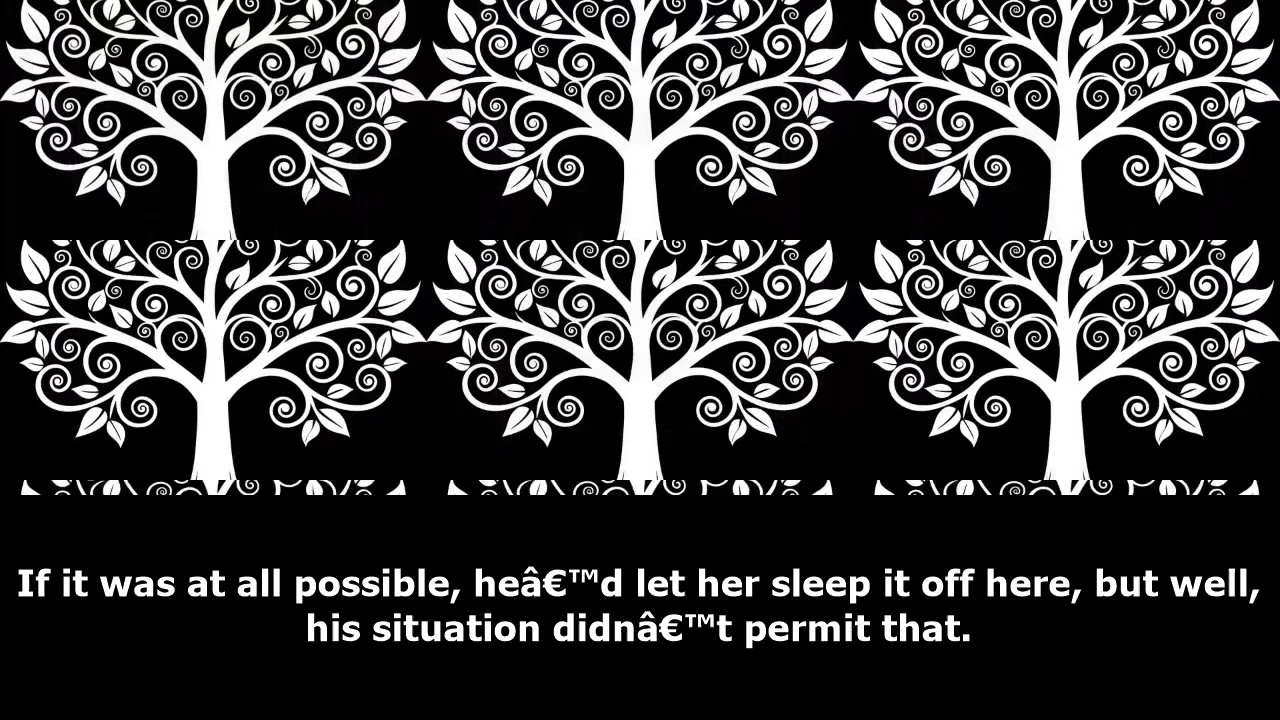 If it was at all possible, heâ€™d let her sleep it off here, but well,
his situation didnâ€™t permit that.